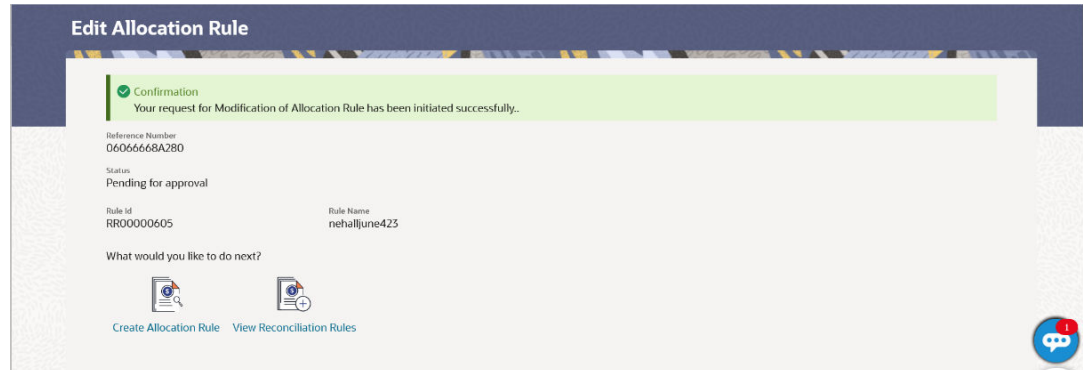 Edit Allocation Rule
Confirmation
Your request for Modification of Allocation Rule has been initiated successfully..
Reference Number
06066668A280
Status
Pending for approval
Rule Id Rule Name
RR00000605 nehalljune423
What would you like to do next?
Create Allocation Rule View Reconciliation Rules
1